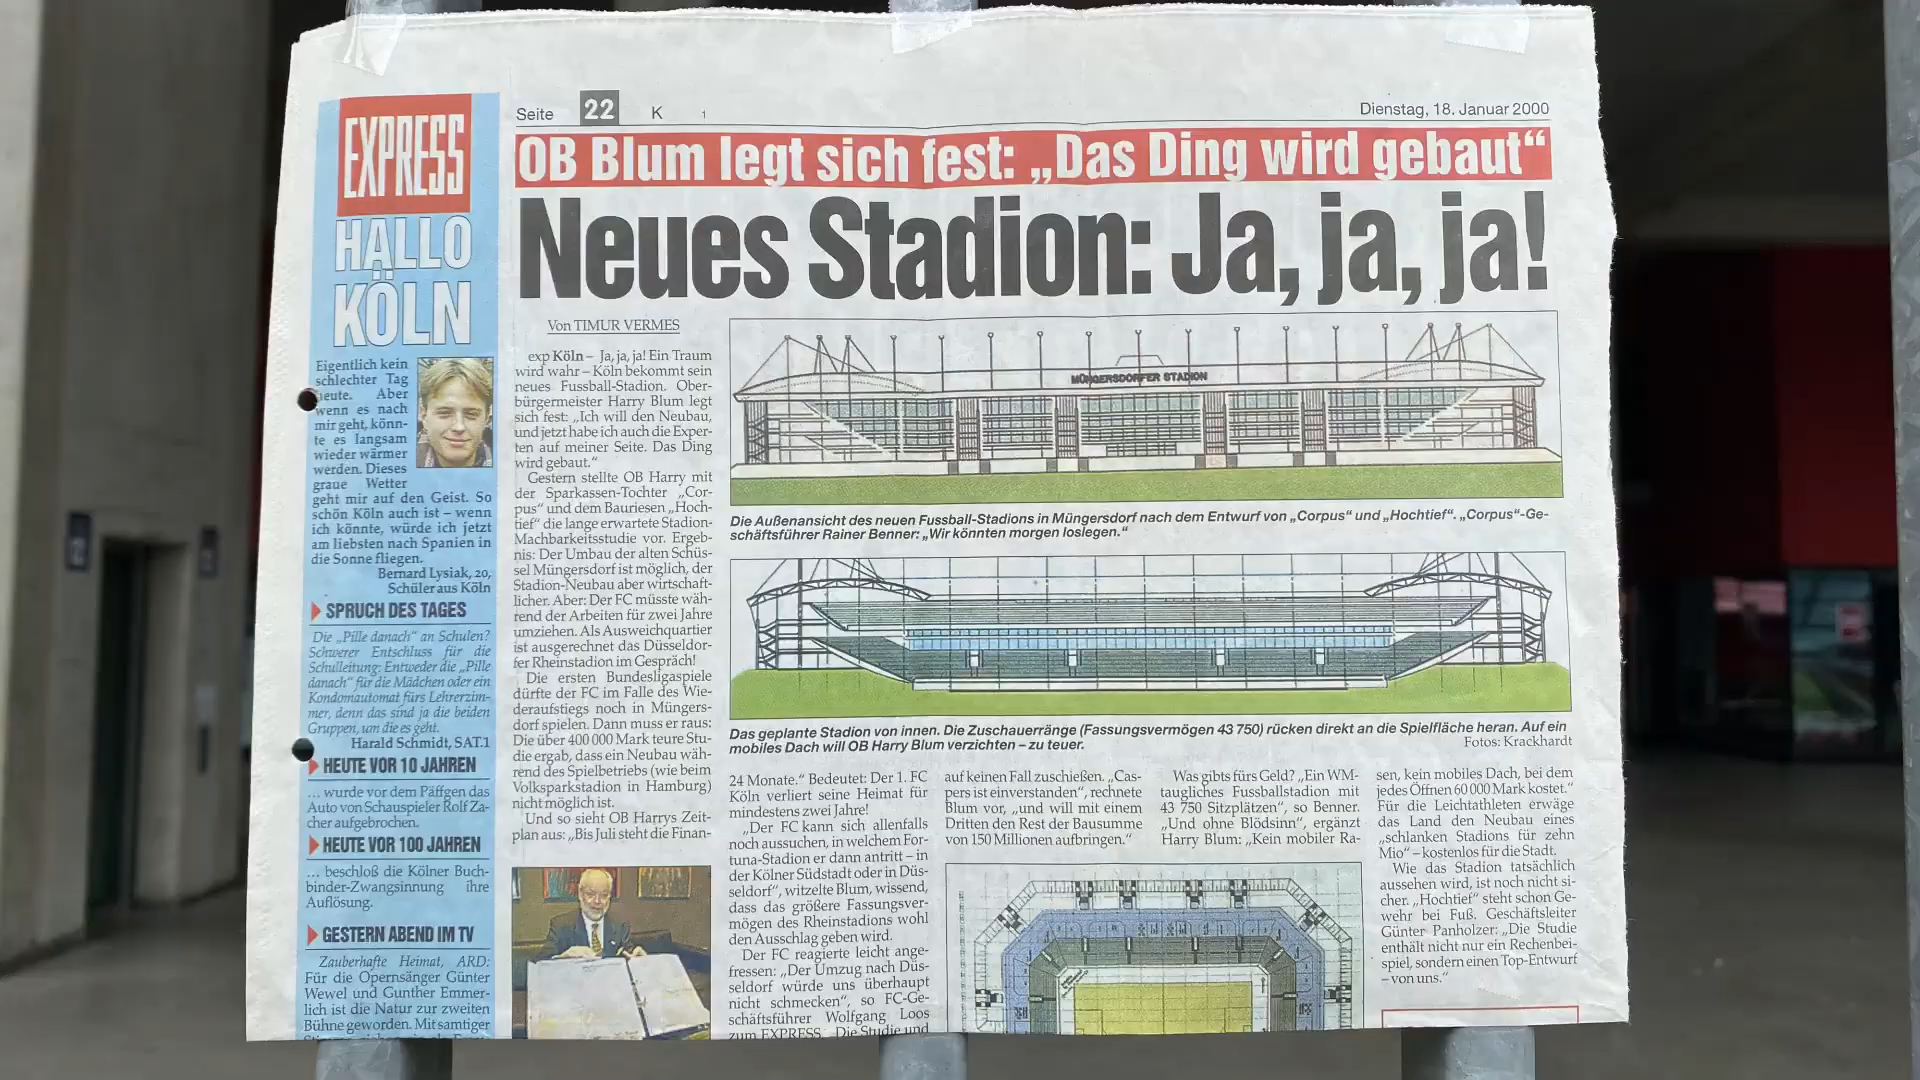 EXPRESS
HALLO
KÖLN
Eigentlich kein
schlechter Tag
heute. Aber
wenn es nach
mir geht, könn-
te es langsam
wieder wärmer
werden. Dieses
graue Wetter
geht mir auf den Geist. So
schön Köln auch ist – wenn
ich könnte, würde ich jetzt
am liebsten nach Spanien in
die Sonne fliegen.
Bernard Lysiak, 20,
Schüler aus Köln
SPRUCH DES TAGES
Die „Pille danach“ an Schulen?
Schwerer Entschluss für die
Schulleitung: Entweder die „Pille
danach“ für die Mädchen oder ein
Kondomautomat fürs Lehrerzim-
mer, denn das sind ja die beiden
Gruppen, um die es geht.
Harald Schmidt, SAT.1
HEUTE VOR 10 JAHREN
... wurde vor dem Päffgen das
Auto von Schauspieler Rolf Za-
cher aufgebrochen.
HEUTE VOR 100 JAHREN
... beschloß die Kölner Buch-
binder-Zwangsinnung ihre
Auflösung.
GESTERN ABEND IM TV
Zauberhafte Heimat, ARD:
Für die Opernsänger Günter
Wewel und Gunther Emmer-
lich ist die Natur zur zweiten
Bühne geworden. Mit samtiger
Seite 22 K 1
Dienstag, 18. Januar 2000
OB Blum legt sich fest: „Das Ding wird gebaut“
Neues Stadion: Ja, ja, ja!
Von TIMUR VERMES
exp Köln – Ja, ja, ja! Ein Traum
wird wahr – Köln bekommt sein
neues Fussball-Stadion. Ober-
bürgermeister Harry Blum legt
sich fest: „Ich will den Neubau,
und jetzt habe ich auch die Exper-
ten auf meiner Seite. Das Ding
wird gebaut.“
Gestern stellte OB Harry mit
der Sparkassen-Tochter „Cor-
pus“ und dem Bauriesen „Hoch-
tief“ die lange erwartete Stadion-
Machbarkeitsstudie vor. Ergeb-
nis: Der Umbau der alten Schüs-
sel Müngersdorf ist möglich, der
Stadion-Neubau aber wirtschaft-
licher. Aber: Der FC müsste wäh-
rend der Arbeiten für zwei Jahre
umziehen. Als Ausweichquartier
ist ausgerechnet das Düsseldor-
fer Rheinstadion im Gespräch!
Die ersten Bundesligaspiele
dürfte der FC im Falle des Wie-
deraufstiegs noch in Müngers-
dorf spielen. Dann muss er raus:
Die über 400 000 Mark teure Stu-
die ergab, dass ein Neubau wäh-
rend des Spielbetriebs (wie beim
Volksparkstadion in Hamburg)
nicht möglich ist.
Und so sieht OB Harrys Zeit-
plan aus: „Bis Juli steht die Finan-
MÜNGERSDORFER STADION
Die Außenansicht des neuen Fussball-Stadions in Müngersdorf nach dem Entwurf von „Corpus“ und „Hochtief“. „Corpus“-Ge-
schäftsführer Rainer Benner: „Wir könnten morgen loslegen.“
Das geplante Stadion von innen. Die Zuschauerränge (Fassungsvermögen 43 750) rücken direkt an die Spielfläche heran. Auf ein
mobiles Dach will OB Harry Blum verzichten – zu teuer.
Fotos: Krackhardt
24 Monate.“ Bedeutet: Der 1. FC
Köln verliert seine Heimat für
mindestens zwei Jahre!
„Der FC kann sich allenfalls
noch aussuchen, in welchem For-
tuna-Stadion er dann antritt – in
der Kölner Südstadt oder in Düs-
seldorf“, witzelte Blum, wissend,
dass das größere Fassungsver-
mögen des Rheinstadions wohl
den Ausschlag geben wird.
Der FC reagierte leicht ange-
fressen: „Der Umzug nach Düs-
seldorf würde uns überhaupt
nicht schmecken“, so FC-Ge-
schäftsführer Wolfgang Loos
zum EXPRESS. „Die Studie und
auf keinen Fall zuschießen. „Cas-
pers ist einverstanden“, rechnete
Blum vor, „und will mit einem
Dritten den Rest der Bausumme
von 150 Millionen aufbringen.“
Was gibts fürs Geld? „Ein WM-
taugliches Fussballstadion mit
43 750 Sitzplätzen“, so Benner.
„Und ohne Blödsinn“, ergänzt
Harry Blum: „Kein mobiler Ra-
sen, kein mobiles Dach, bei dem
jedes Öffnen 60 000 Mark kostet.“
Für die Leichtathleten erwäge
das Land den Neubau eines
„schlanken Stadions für zehn
Mio“ – kostenlos für die Stadt.
Wie das Stadion tatsächlich
aussehen wird, ist noch nicht si-
cher. „Hochtief“ steht schon Ge-
wehr bei Fuß. Geschäftsleiter
Günter Panholzer: „Die Studie
enthält nicht nur ein Rechenbei-
spiel, sondern einen Top-Entwurf
– von uns.“